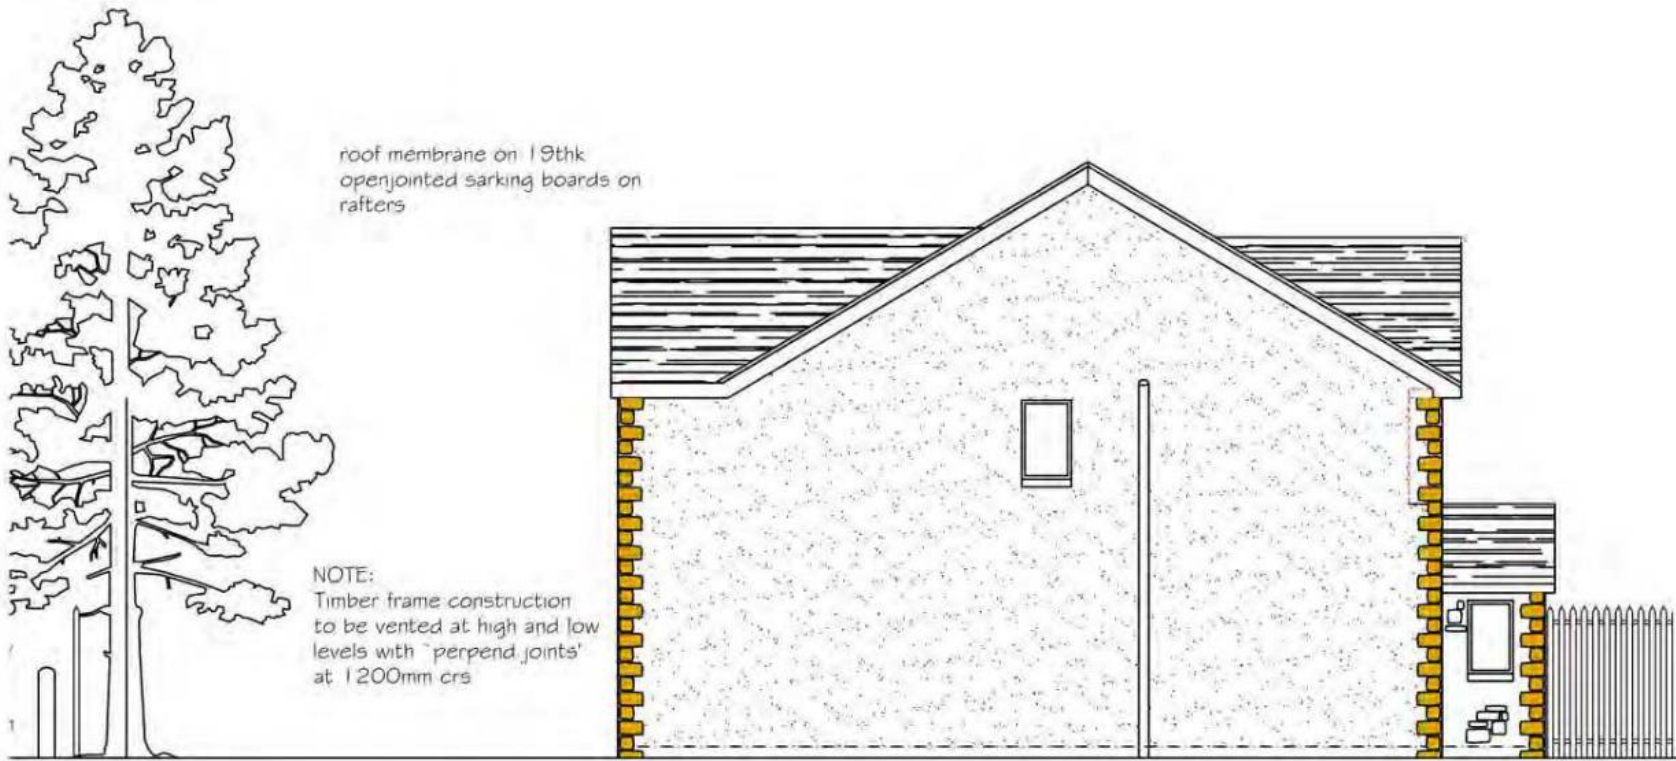 roof membrane on 19thk
openjointed sarking boards on
rafters
NOTE:
Timber frame construction
to be vented at high and low
levels with `perpend joints'
at 1200mm crs